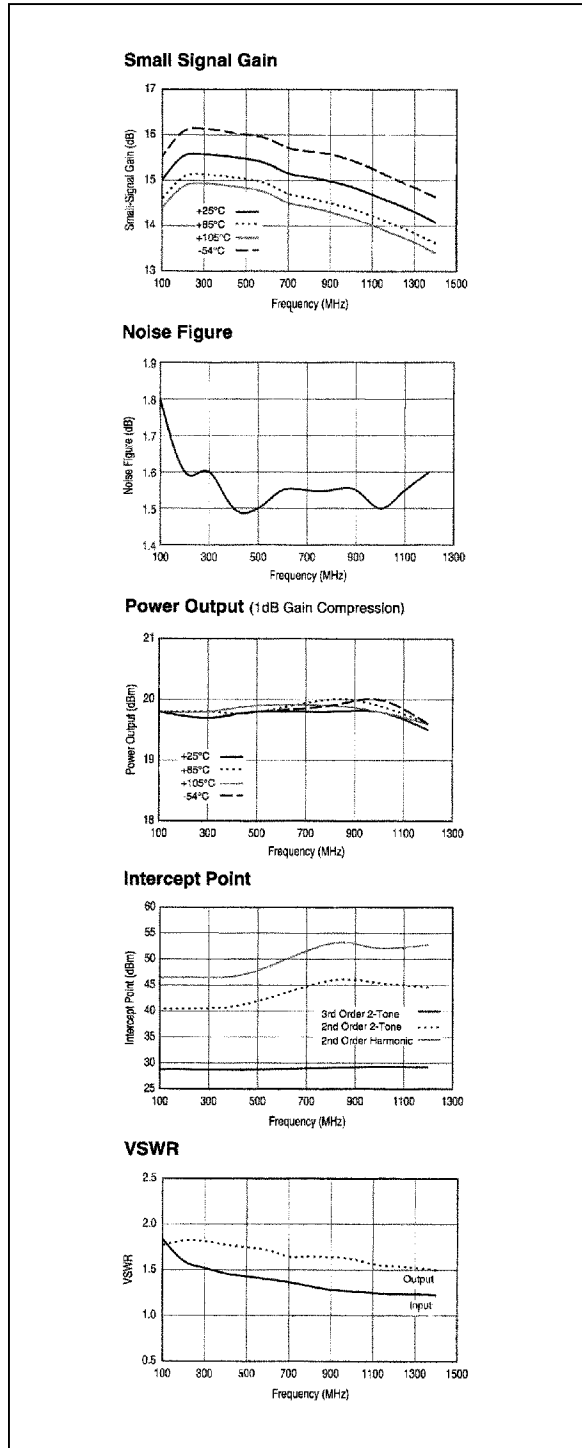 Small Signal Gain
17
16
15
14
13
Small-Signal Gain (dB)
+25°C
+85°C
+105°C
-54°C
100 300 500 700 900 1100 1300 1500
Frequency (MHz)
Noise Figure
1.9
1.8
1.7
1.6
1.5
1.4
Noise Figure (dB)
100 300 500 700 900 1100 1300
Frequency (MHz)
Power Output (1dB Gain Compression)
21
20
19
18
Power Output (dBm)
+25°C
+85°C
+105°C
-54°C
100 300 500 700 900 1100 1300
Frequency (MHz)
Intercept Point
60
55
50
45
40
35
30
25
Intercept Point (dBm)
3rd Order 2-Tone
2nd Order 2-Tone
2nd Order Harmonic
100 300 500 700 900 1100 1300
Frequency (MHz)
VSWR
2.5
2.0
1.5
1.0
0.5
VSWR
Output
Input
100 300 500 700 900 1100 1300 1500
Frequency (MHz)